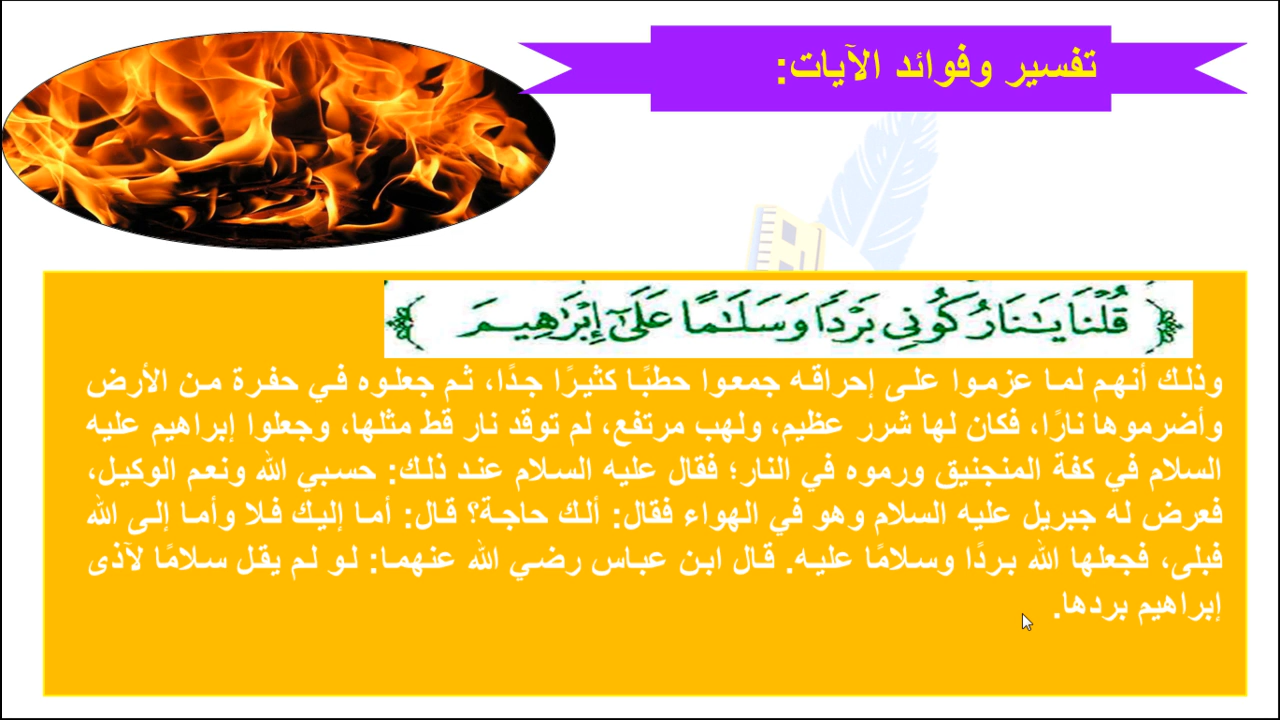 تفسير وفوائد الآيات:
﴿قُلْنَا يَـٰنَارُ كُونِي بَرْدًا وَسَلَـٰمًا عَلَىٰٓ إِبْرَٰهِيمَ﴾
وذلك أنهم لما عزموا على إحراقه جمعوا حطبًا كثيرًا جدًا، ثم جعلوه في حفرة من الأرض
وأضرموها نارًا، فكان لها شرر عظيم، ولهب مرتفع، لم توقد نار قط مثلها، وجعلوا إبراهيم عليه
السلام في كفة المنجنيق ورموه في النار؛ فقال عليه السلام عند ذلك: حسبي الله ونعم الوكيل،
فعرض له جبريل عليه السلام وهو في الهواء فقال: ألك حاجة؟ قال: أما إليك فلا وأما إلى الله
فبلى، فجعلها الله بردًا وسلامًا عليه. قال ابن عباس رضي الله عنهما: لو لم يقل سلامًا لآذى
إبراهيم بردها.